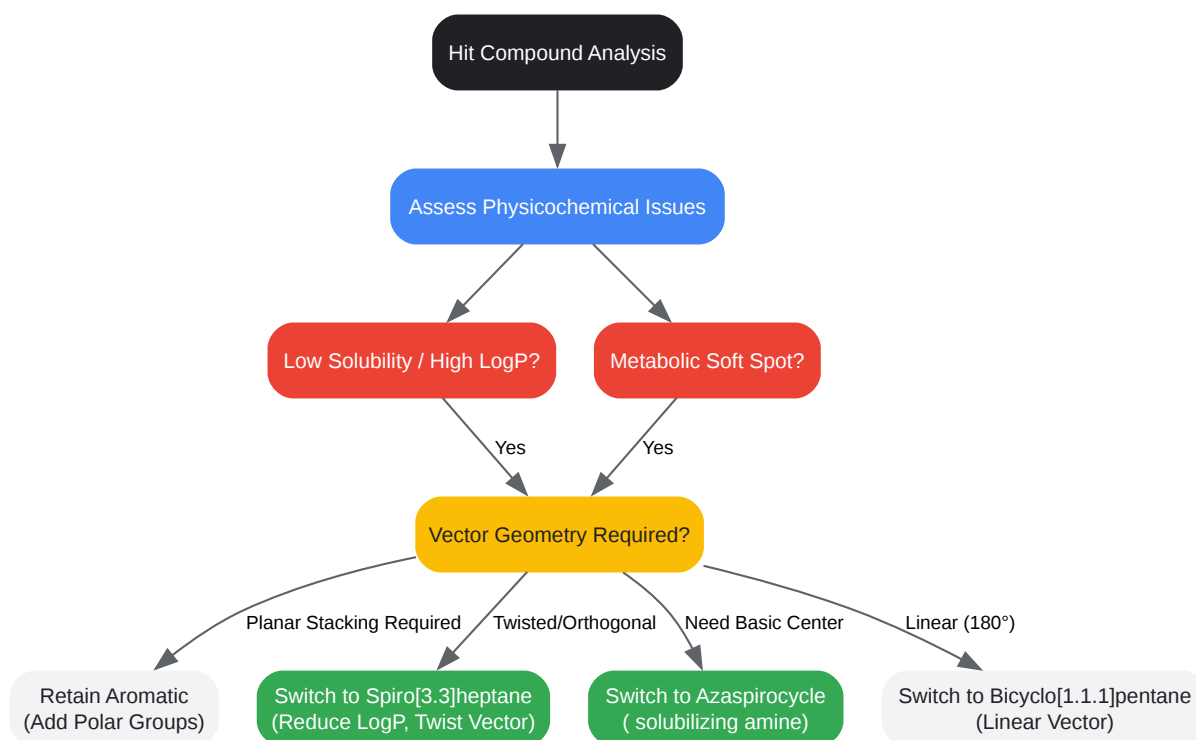 Hit Compound Analysis
Assess Physicochemical Issues
Low Solubility / High LogP?
Metabolic Soft Spot?
Yes
Yes
Vector Geometry Required?
Planar Stacking Required
Twisted/Orthogonal
Need Basic Center
Linear (180°)
Retain Aromatic
(Add Polar Groups)
Switch to Spiro[3.3]heptane
(Reduce LogP, Twist Vector)
Switch to Azaspirocycle
( solubilizing amine)
Switch to Bicyclo[1.1.1]pentane
(Linear Vector)